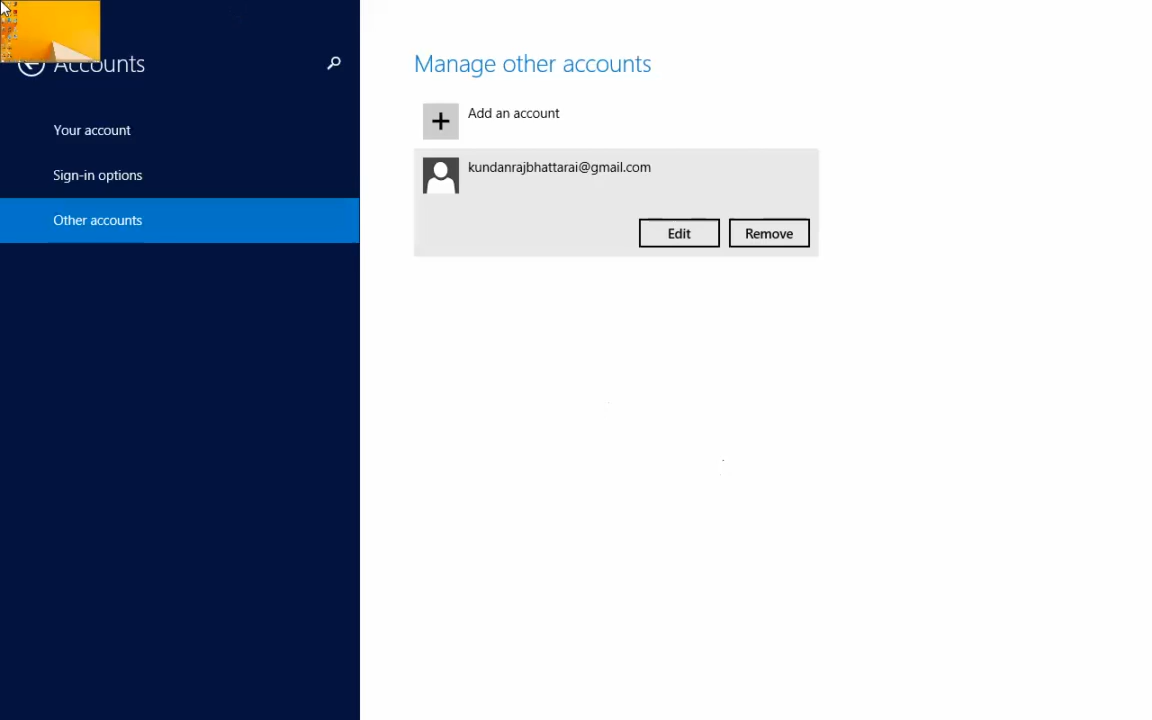 Accounts
Your account
Sign-in options
Other accounts
Manage other accounts
Add an account
kundanrajbhattarai@gmail.com
Edit
Remove